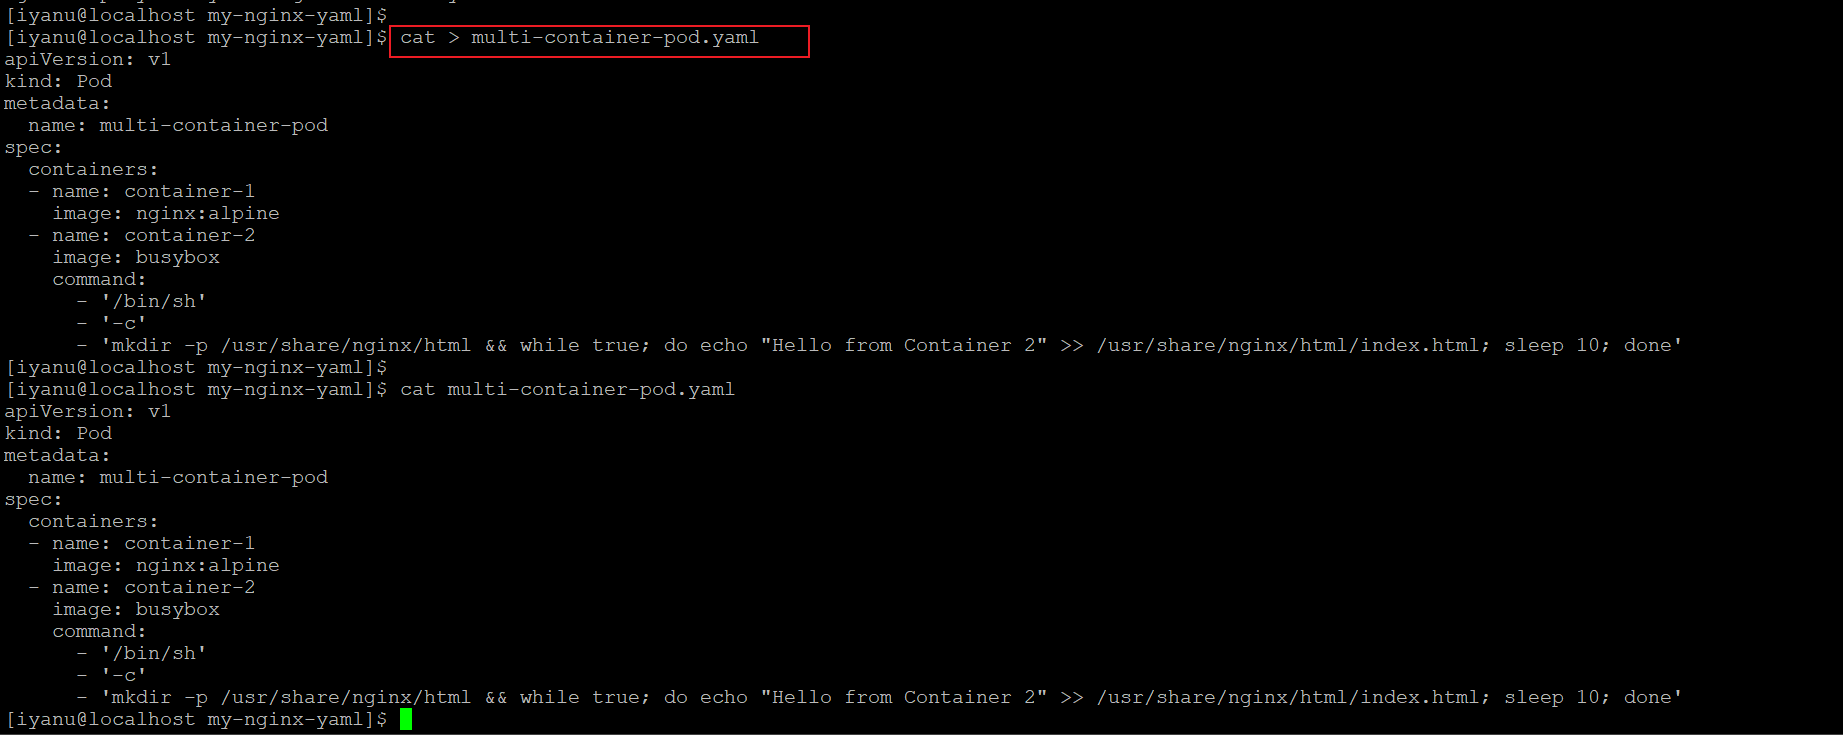 [iyanu@localhost my-nginx-yaml]$
[iyanu@localhost my-nginx-yaml]$ cat > multi-container-pod.yaml
apiVersion: v1
kind: Pod
metadata:
  name: multi-container-pod
spec:
  containers:
  - name: container-1
    image: nginx:alpine
  - name: container-2
    image: busybox
    command:
      - '/bin/sh'
      - '-c'
      - 'mkdir -p /usr/share/nginx/html && while true; do echo "Hello from Container 2" >> /usr/share/nginx/html/index.html; sleep 10; done'
[iyanu@localhost my-nginx-yaml]$
[iyanu@localhost my-nginx-yaml]$ cat multi-container-pod.yaml
apiVersion: v1
kind: Pod
metadata:
  name: multi-container-pod
spec:
  containers:
  - name: container-1
    image: nginx:alpine
  - name: container-2
    image: busybox
    command:
      - '/bin/sh'
      - '-c'
      - 'mkdir -p /usr/share/nginx/html && while true; do echo "Hello from Container 2" >> /usr/share/nginx/html/index.html; sleep 10; done'
[iyanu@localhost my-nginx-yaml]$